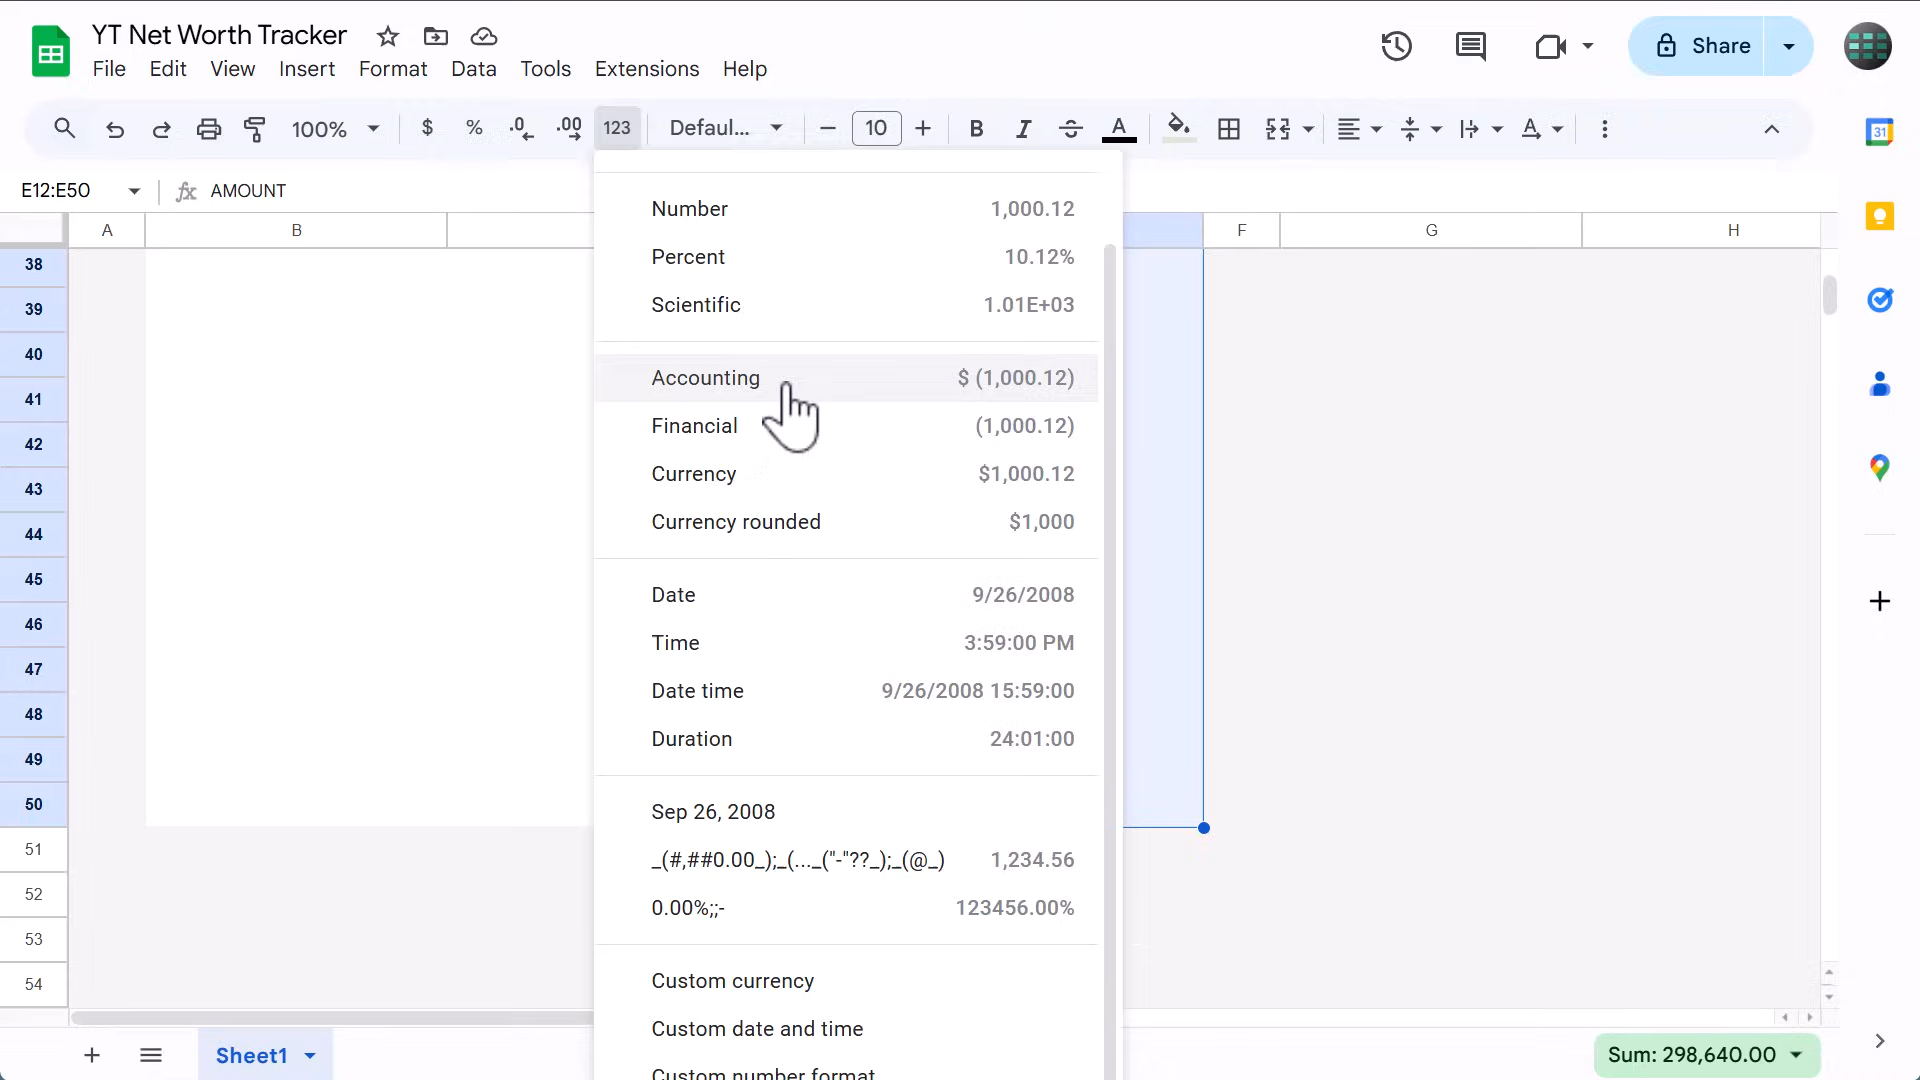 YT Net Worth Tracker
File Edit View Insert Format Data Tools Extensions Help
Share
100% $ % .0 .00 123 Defaul... 10 B I S A A
31
E12:E50 fx AMOUNT
A B F G H
38
39
40
41
42
43
44
45
46
47
48
49
50
51
52
53
54
Number 1,000.12
Percent 10.12%
Scientific 1.01E+03
Accounting $ (1,000.12)
Financial (1,000.12)
Currency $1,000.12
Currency rounded $1,000
Date 9/26/2008
Time 3:59:00 PM
Date time 9/26/2008 15:59:00
Duration 24:01:00
Sep 26, 2008
_(#,##0.00_);_(..._("-"??_);_(@_) 1,234.56
0.00%;;- 123456.00%
Custom currency
Custom date and time
Custom number format
Sheet1
Sum: 298,640.00